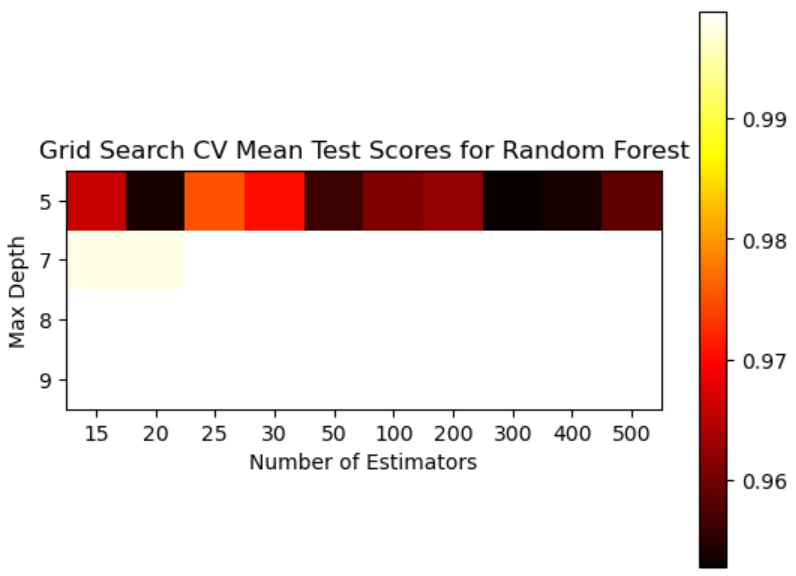 Grid Search CV Mean Test Scores for Random Forest
Max Depth
5
7
8
9
15 20 25 30 50 100 200 300 400 500
Number of Estimators
0.99
0.98
0.97
0.96